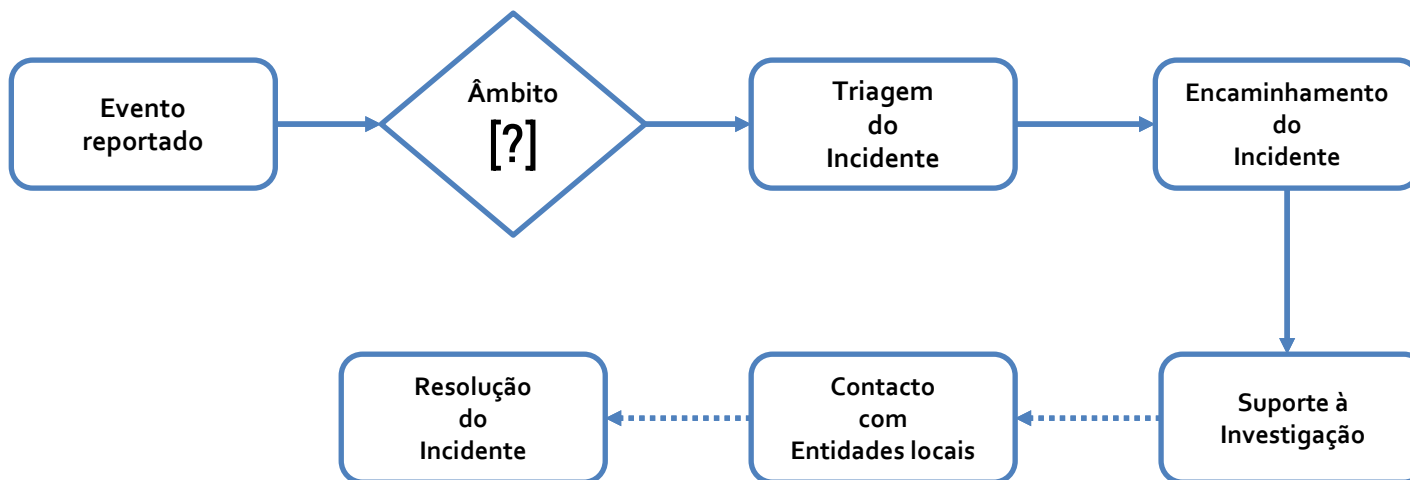 Evento
reportado
Âmbito
[?]
Triagem
do
Incidente
Encaminhamento
do
Incidente
Suporte à
Investigação
Contacto
com
Entidades locais
Resolução
do
Incidente